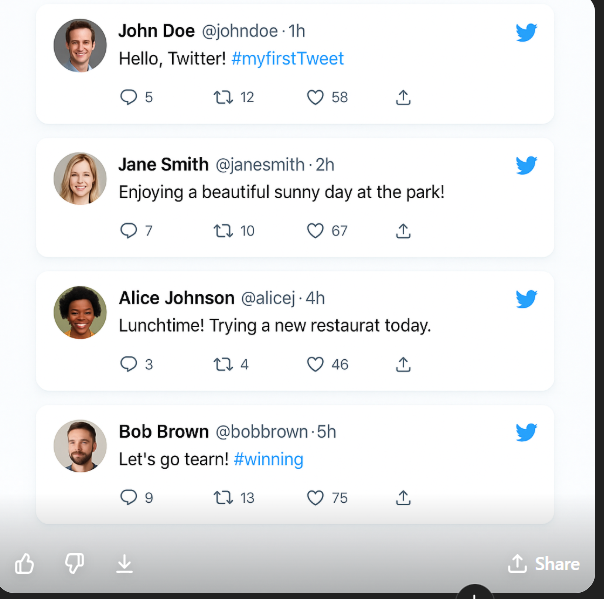 John Doe @johndoe · 1h
Hello, Twitter! #myfirstTweet
5 12 58
Jane Smith @janesmith · 2h
Enjoying a beautiful sunny day at the park!
7 10 67
Alice Johnson @alicej · 4h
Lunchtime! Trying a new restaurat today.
3 4 46
Bob Brown @bobbrown · 5h
Let's go tearn! #winning
9 13 75
Share